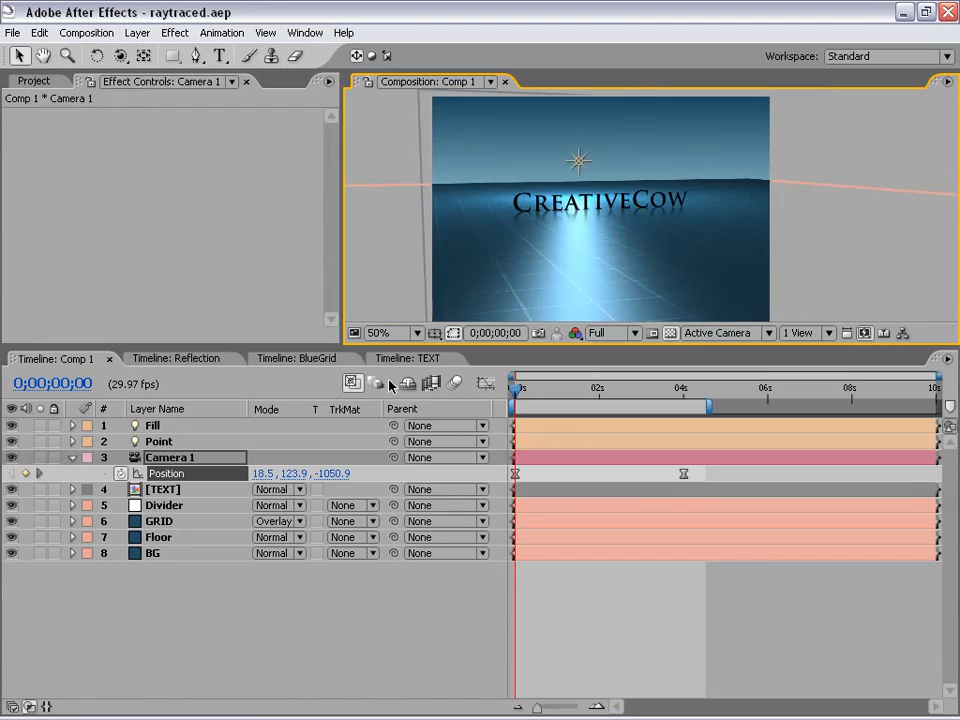 Adobe After Effects - raytraced.aep
File Edit Composition Layer Effect Animation View Window Help
Workspace: Standard
Project Effect Controls: Camera 1
Comp 1 * Camera 1
Composition: Comp 1
CREATIVECOW
50% 0;00;00;00 Full Active Camera 1 View
Timeline: Comp 1 Timeline: Reflection Timeline: BlueGrid Timeline: TEXT
0;00;00;00 (29.97 fps)
0s 02s 04s 06s 08s 10s
# Layer Name Mode T TrkMat Parent
1 Fill None
2 Point None
3 Camera 1 None
Position 18.5, 123.9, -1050.9
4 [TEXT] Normal None
5 Divider Normal None None
6 GRID Overlay None None
7 Floor Normal None None
8 BG Normal None None